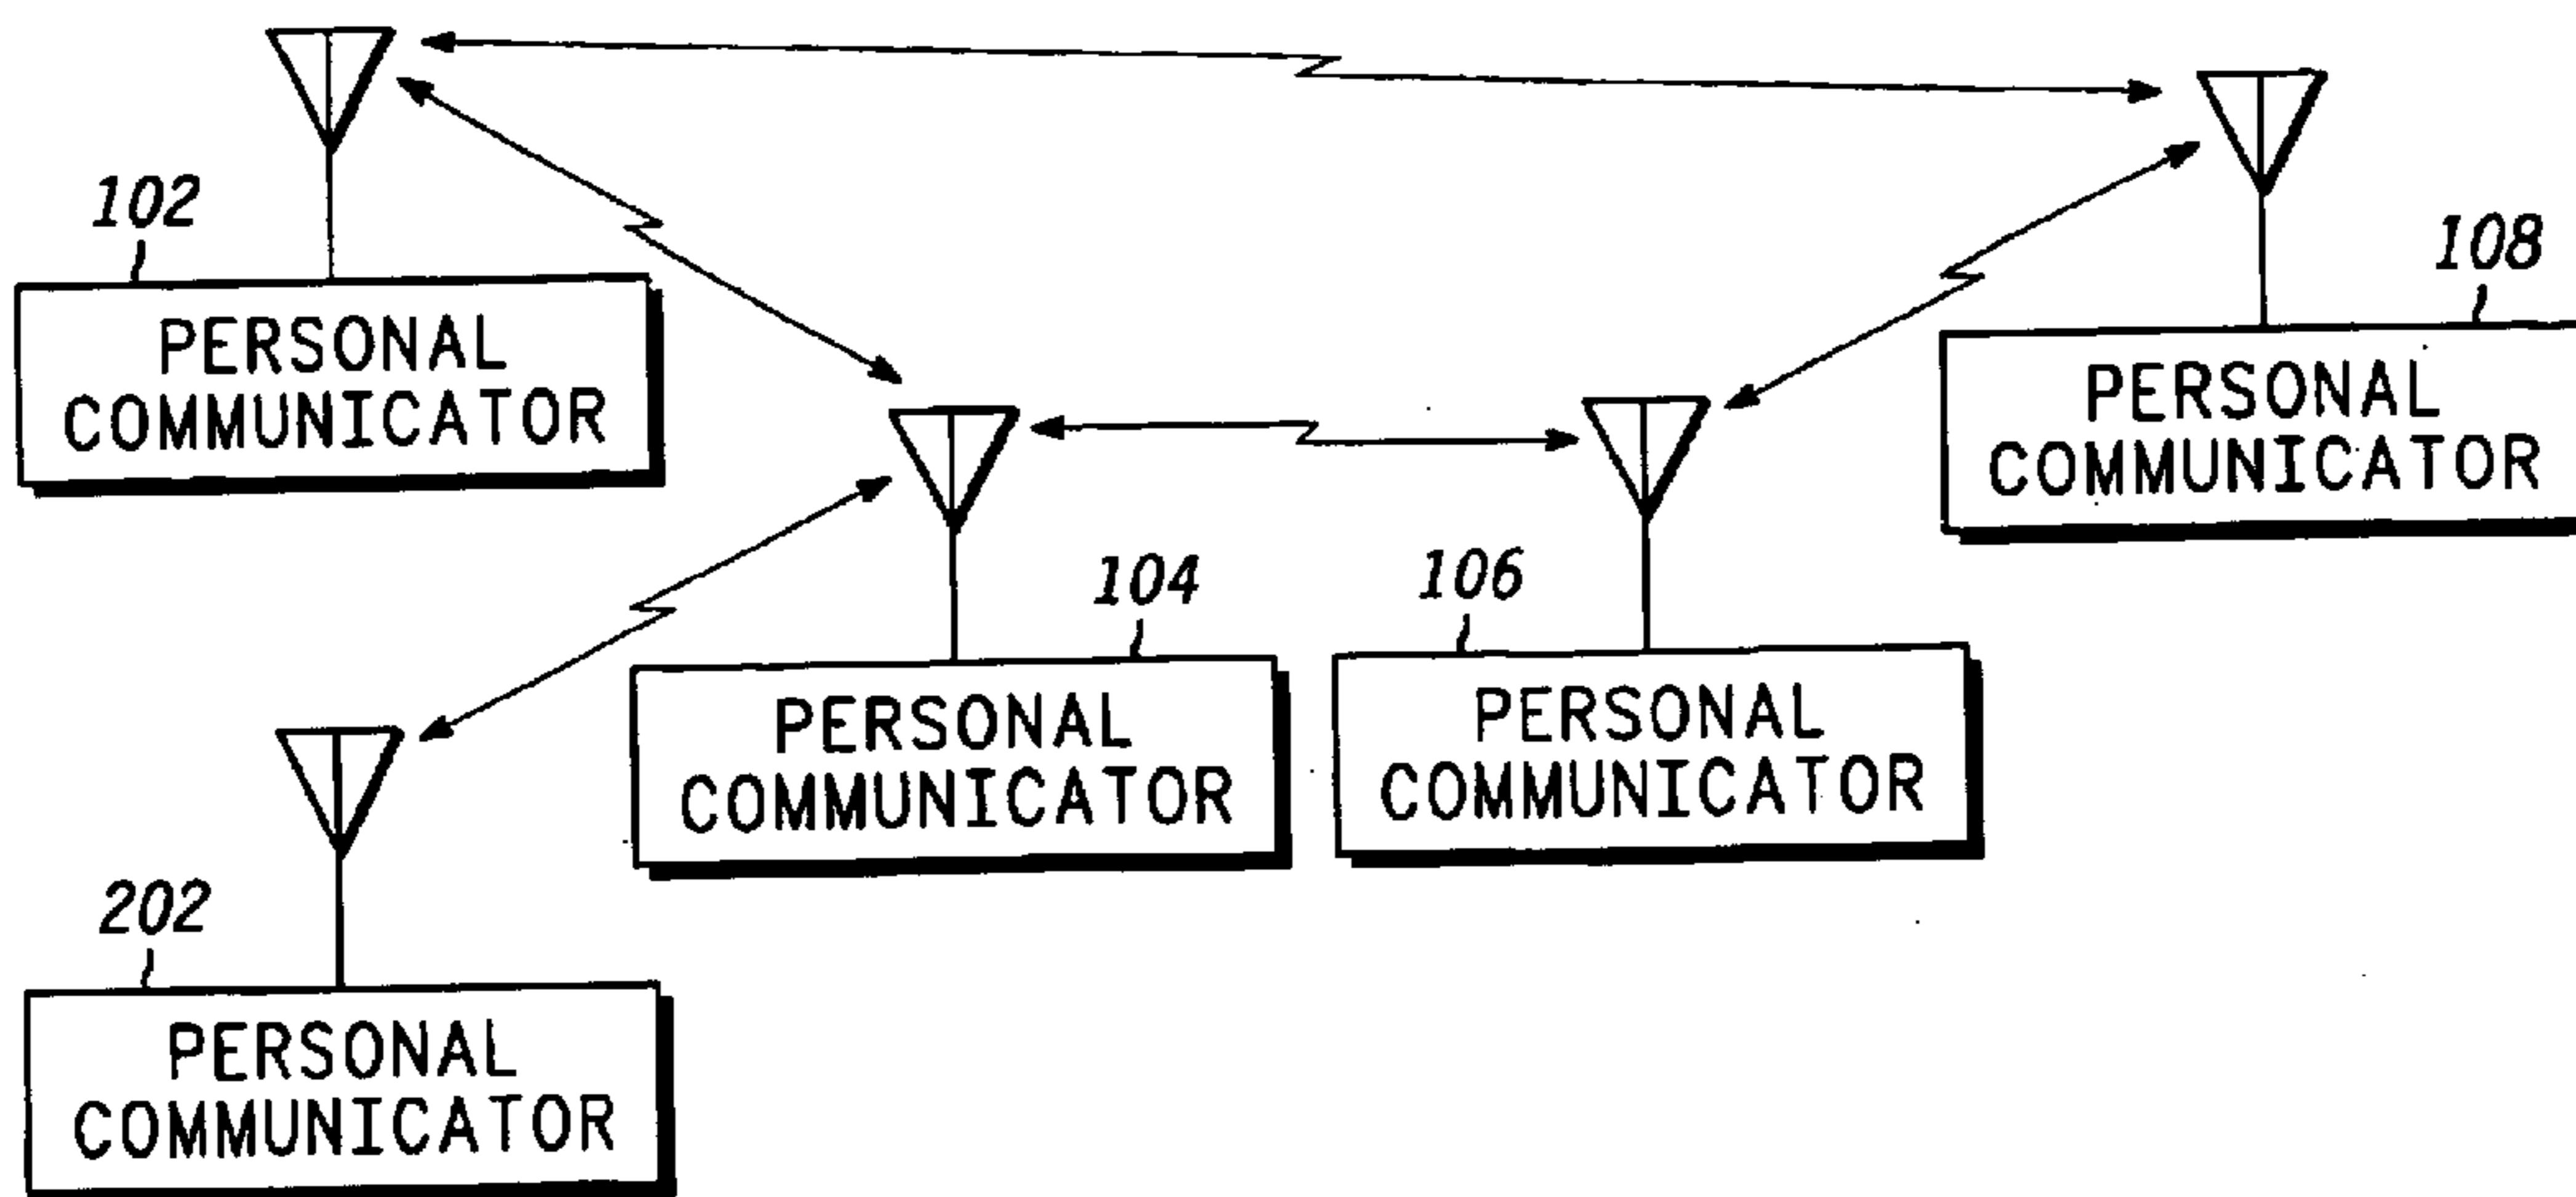 102
PERSONAL
COMMUNICATOR
108
PERSONAL
COMMUNICATOR
104
PERSONAL
COMMUNICATOR
106
PERSONAL
COMMUNICATOR
202
PERSONAL
COMMUNICATOR